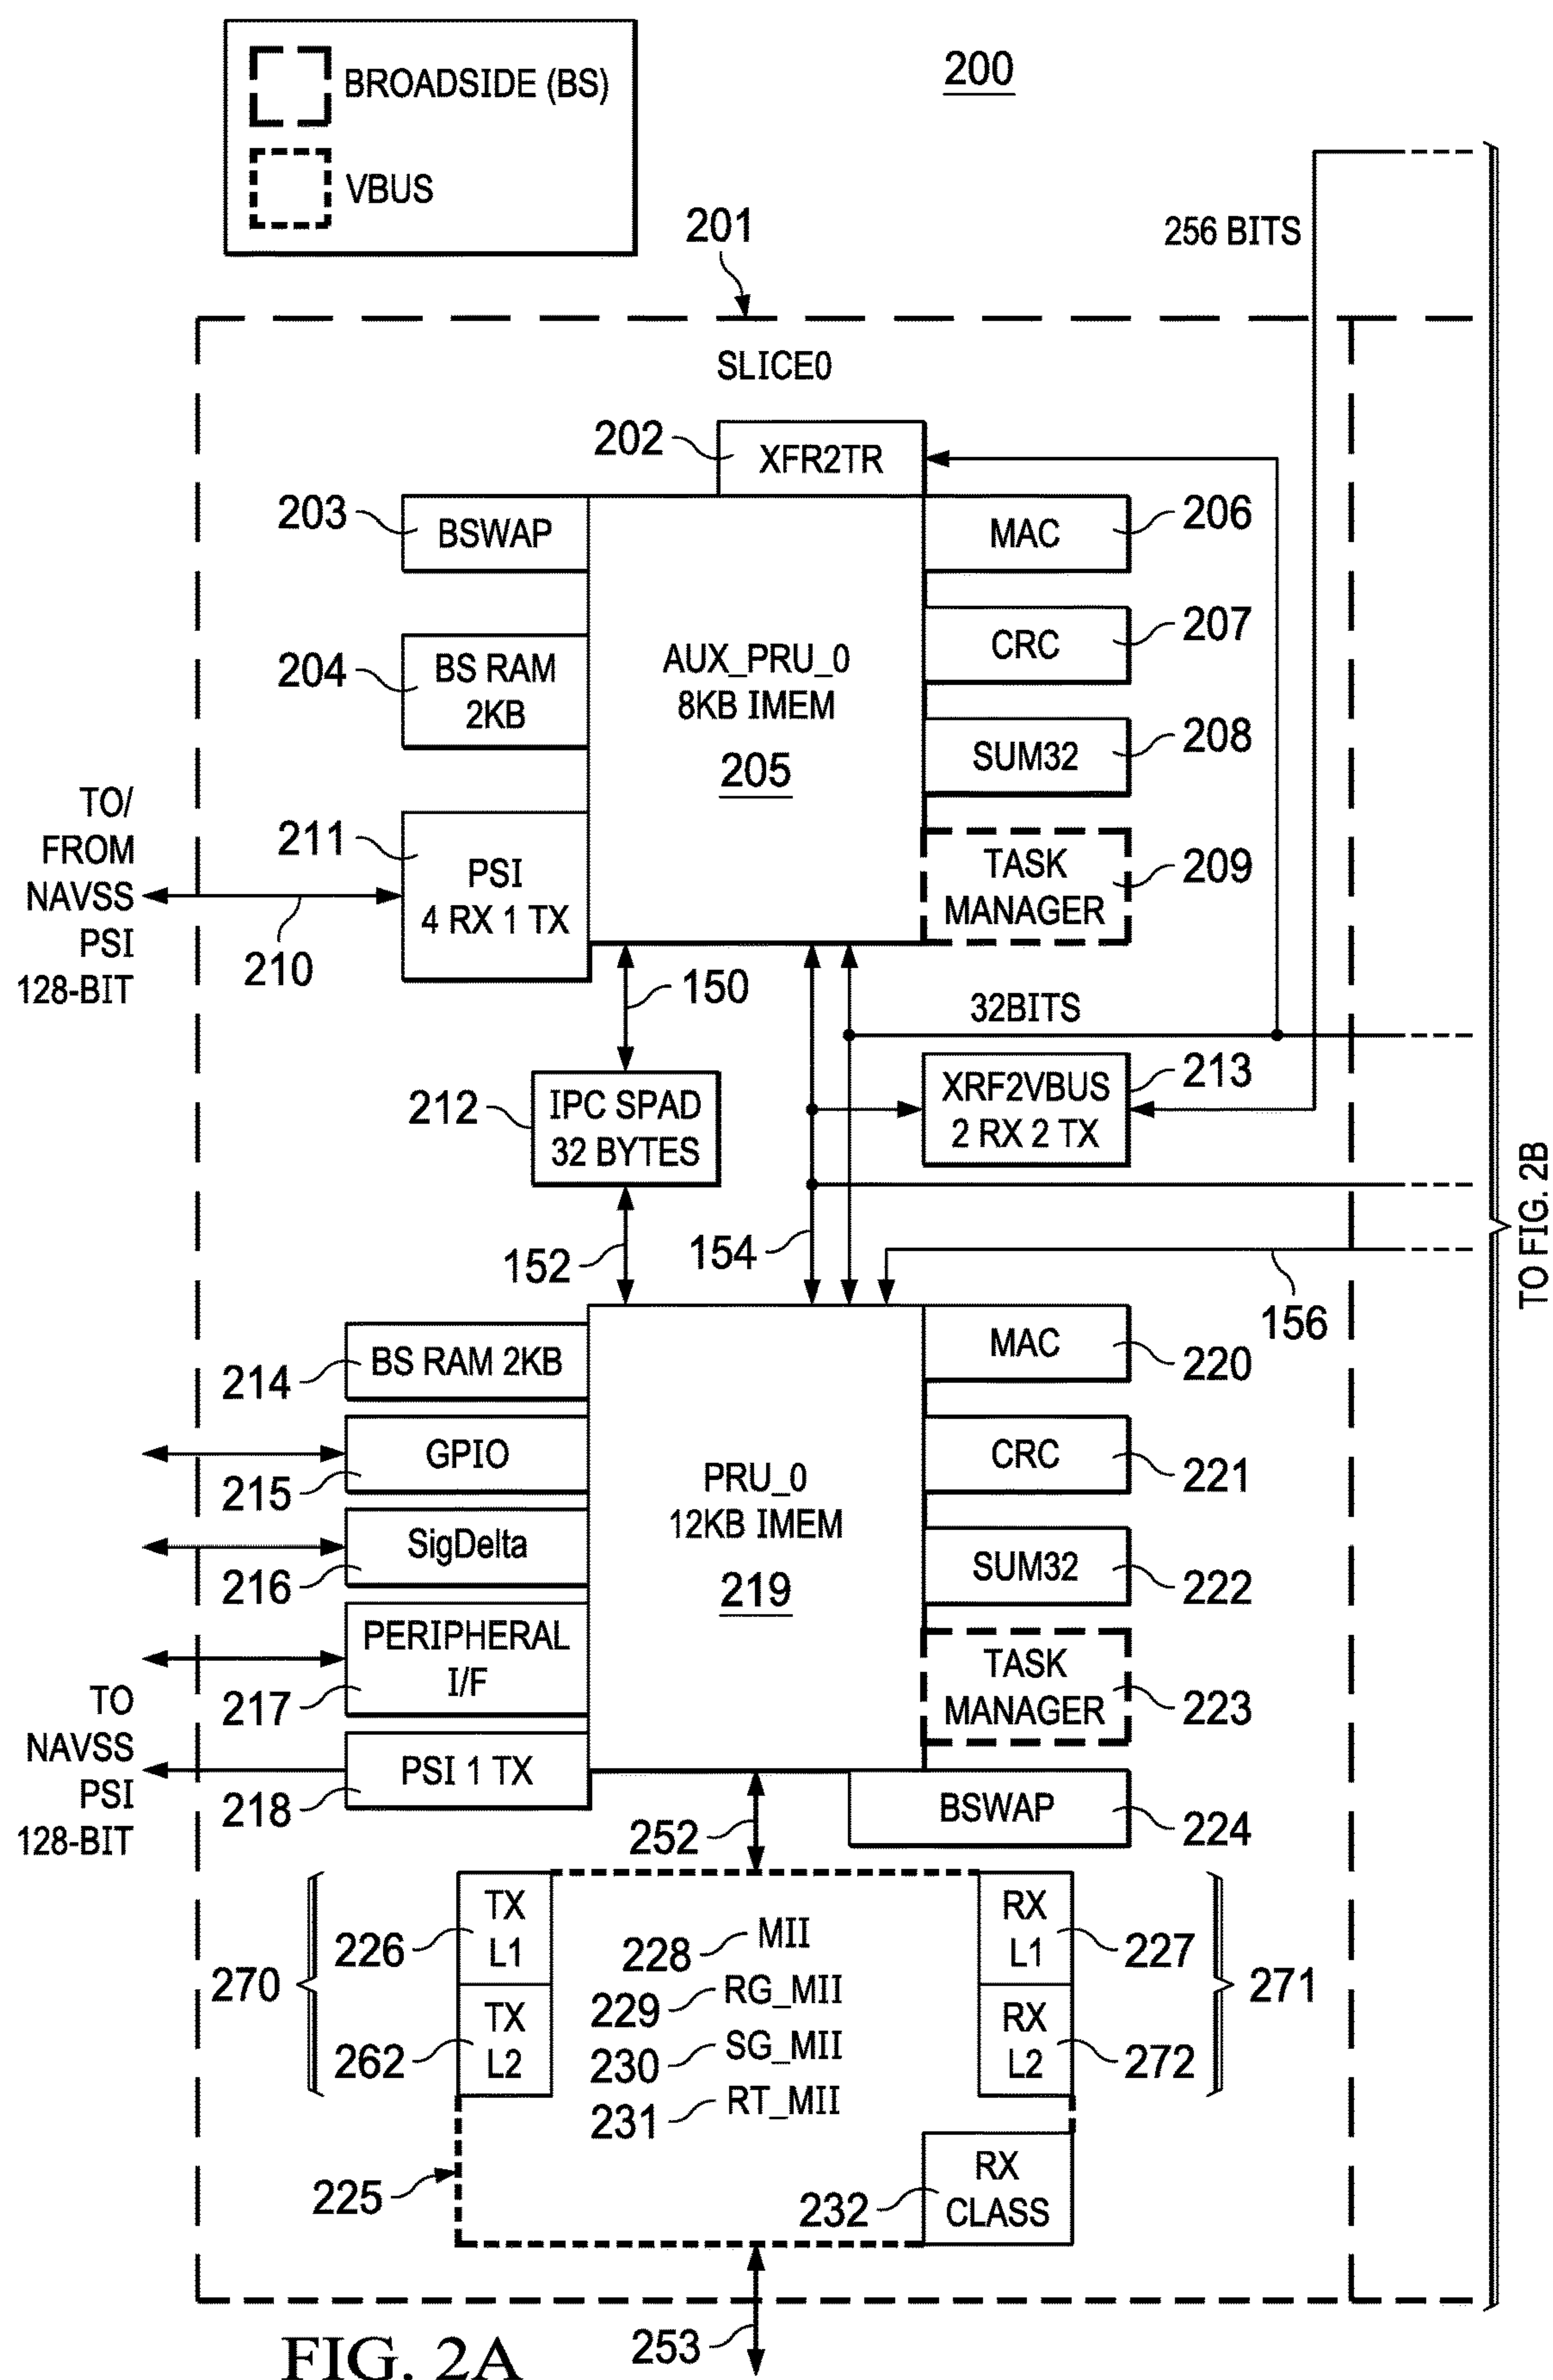 BROADSIDE (BS)
VBUS
200
256 BITS
201
SLICE0
202
XFR2TR
203
BSWAP
MAC
206
204
BS RAM
2KB
AUX_PRU_0
8KB IMEM
205
CRC
207
SUM32
208
TO/
FROM
NAVSS
PSI
128-BIT
210
211
PSI
4 RX 1 TX
TASK
MANAGER
209
150
32BITS
212
IPC SPAD
32 BYTES
XRF2VBUS
2 RX 2 TX
213
152
154
156
TO FIG. 2B
214
BS RAM 2KB
MAC
220
215
GPIO
PRU_0
12KB IMEM
219
CRC
221
216
SigDelta
SUM32
222
217
PERIPHERAL
I/F
TASK
MANAGER
223
TO
NAVSS
PSI
128-BIT
218
PSI 1 TX
252
BSWAP
224
270
226
TX
L1
262
TX
L2
228
MII
229
RG_MII
230
SG_MII
231
RT_MII
RX
L1
227
RX
L2
272
271
225
232
RX
CLASS
253
FIG. 2A